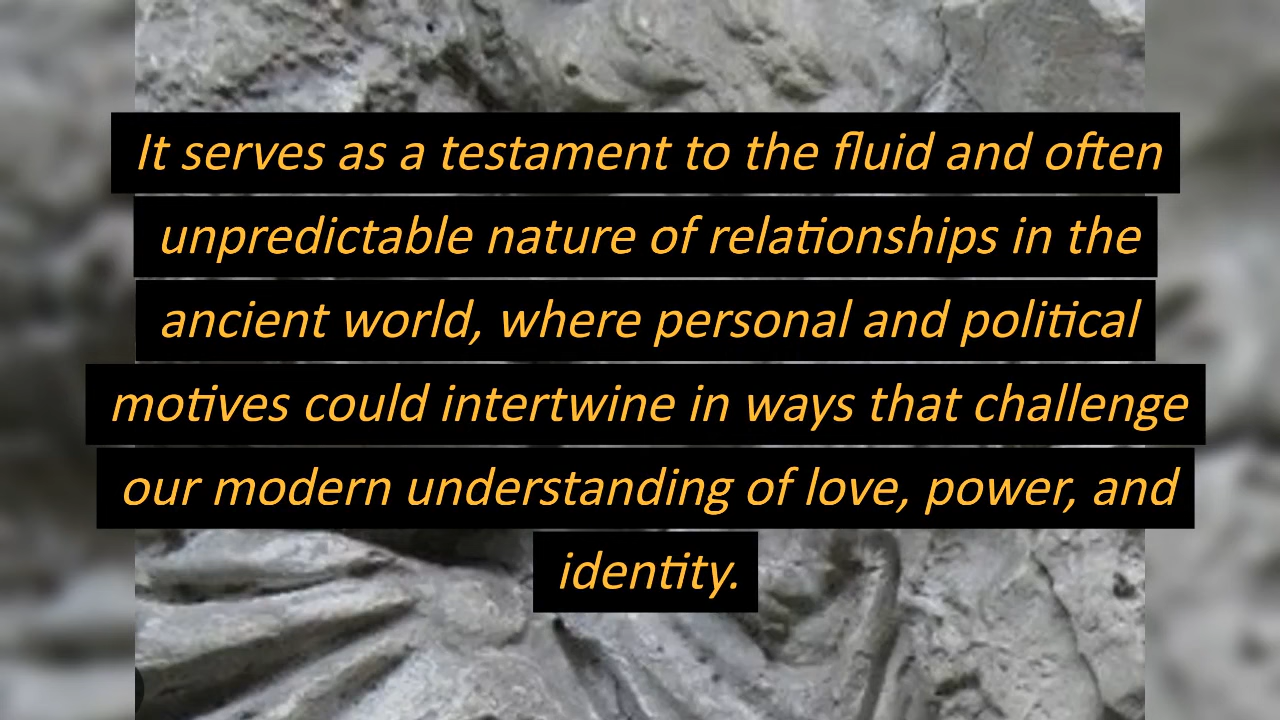 It serves as a testament to the fluid and often
unpredictable nature of relationships in the
ancient world, where personal and political
motives could intertwine in ways that challenge
our modern understanding of love, power, and
identity.